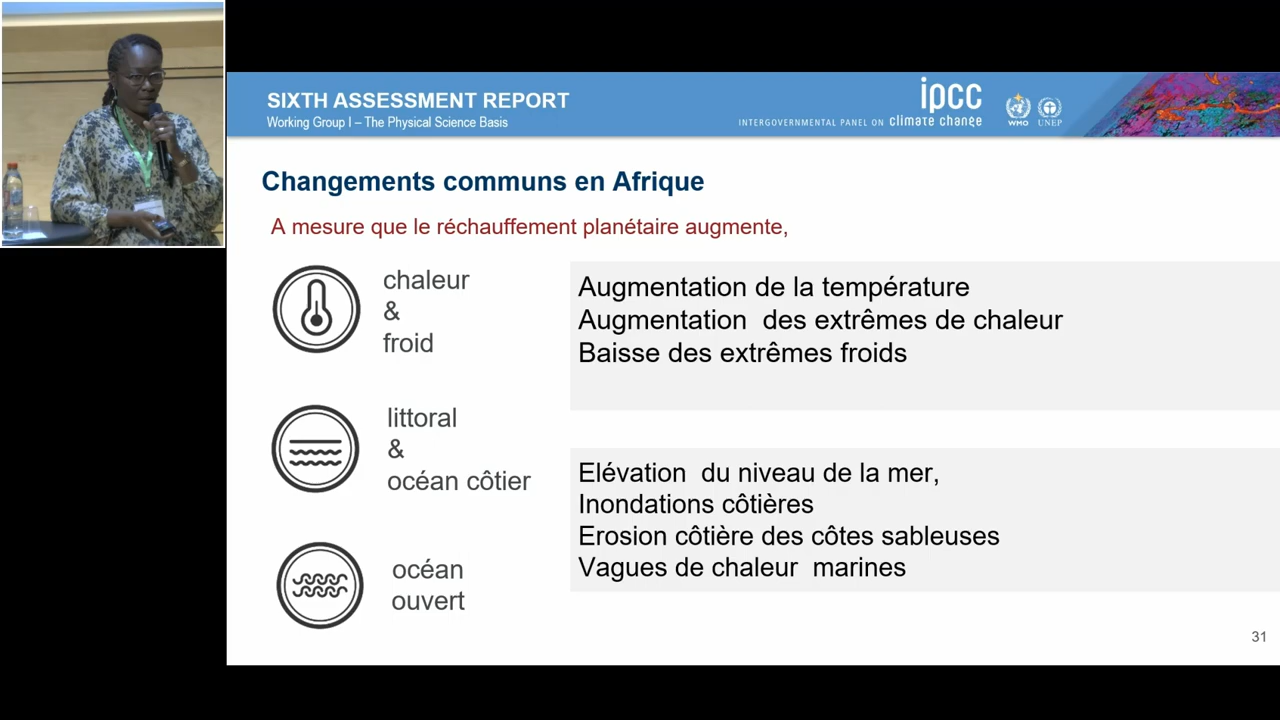 SIXTH ASSESSMENT REPORT
Working Group I – The Physical Science Basis
ipcc
INTERGOVERNMENTAL PANEL ON climate change
WMO
UNEP
Changements communs en Afrique
A mesure que le réchauffement planétaire augmente,
chaleur
&
froid
Augmentation de la température
Augmentation des extrêmes de chaleur
Baisse des extrêmes froids
littoral
&
océan côtier
Elévation du niveau de la mer,
Inondations côtières
Erosion côtière des côtes sableuses
Vagues de chaleur marines
océan
ouvert
31